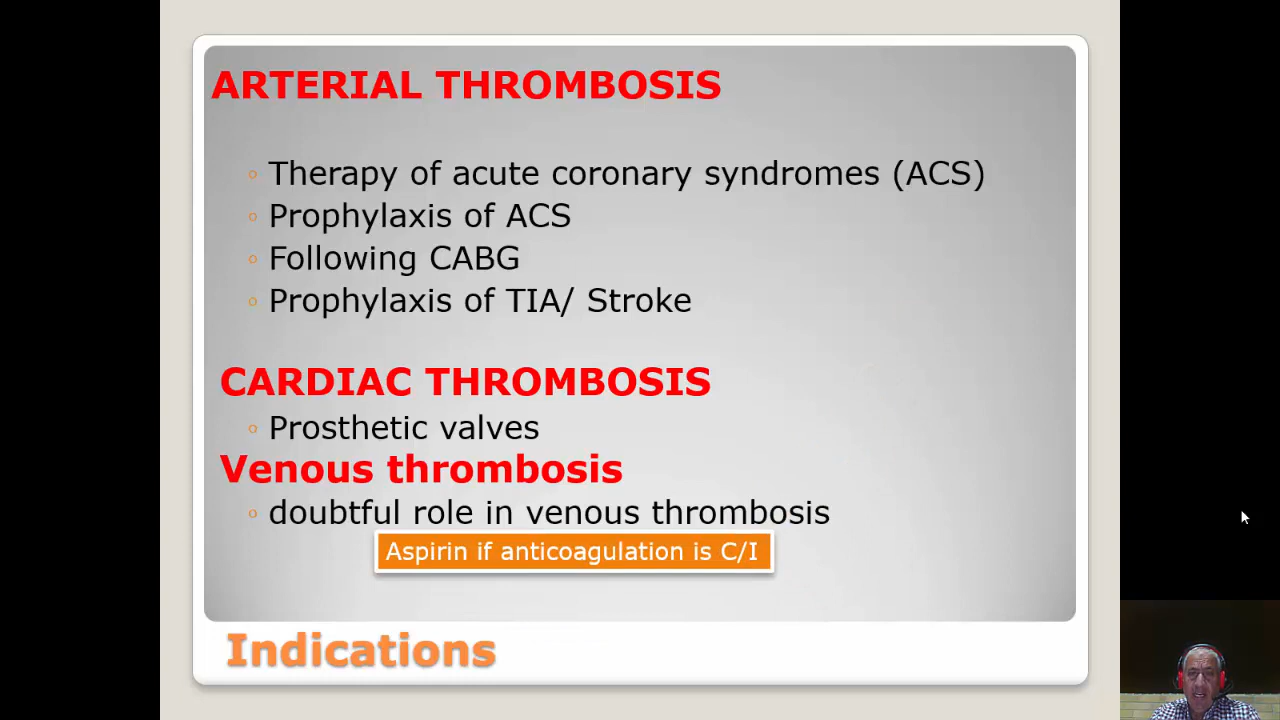 ARTERIAL THROMBOSIS
Therapy of acute coronary syndromes (ACS)
Prophylaxis of ACS
Following CABG
Prophylaxis of TIA/ Stroke
CARDIAC THROMBOSIS
Prosthetic valves
Venous thrombosis
doubtful role in venous thrombosis
Aspirin if anticoagulation is C/I
Indications